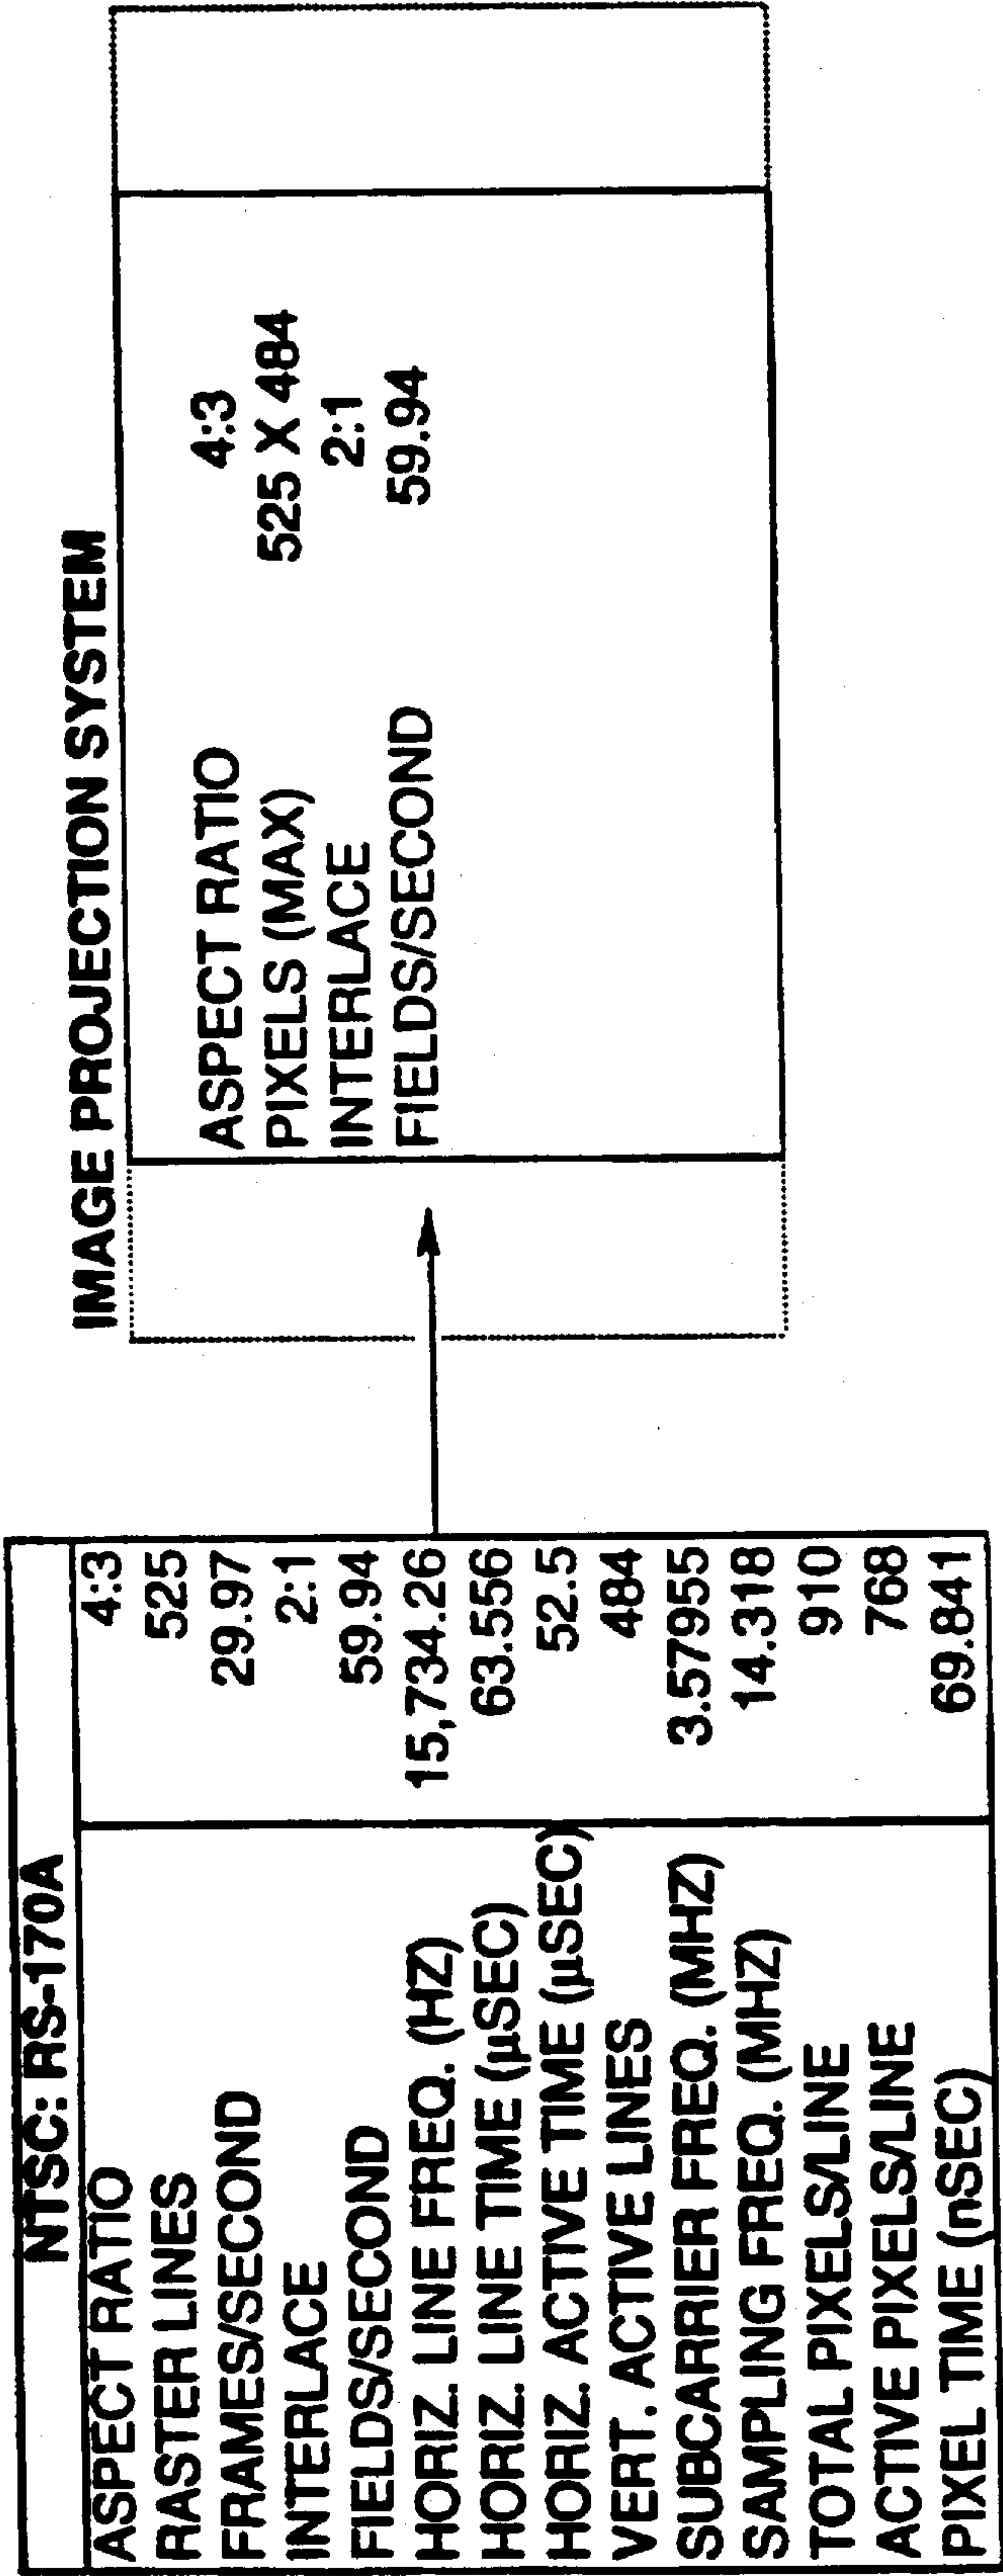 NTSC: RS-170A
ASPECT RATIO 4:3
RASTER LINES 525
FRAMES/SECOND 29.97
INTERLACE 2:1
FIELDS/SECOND 59.94
HORIZ. LINE FREQ. (HZ) 15,734.26
HORIZ. LINE TIME (µSEC) 63.556
HORIZ. ACTIVE TIME (µSEC) 52.5
VERT. ACTIVE LINES 484
SUBCARRIER FREQ. (MHZ) 3.57955
SAMPLING FREQ. (MHZ) 14.318
TOTAL PIXELS/LINE 910
ACTIVE PIXELS/LINE 768
PIXEL TIME (nSEC) 69.841
IMAGE PROJECTION SYSTEM
ASPECT RATIO 4:3
PIXELS (MAX) 525 X 484
INTERLACE 2:1
FIELDS/SECOND 59.94